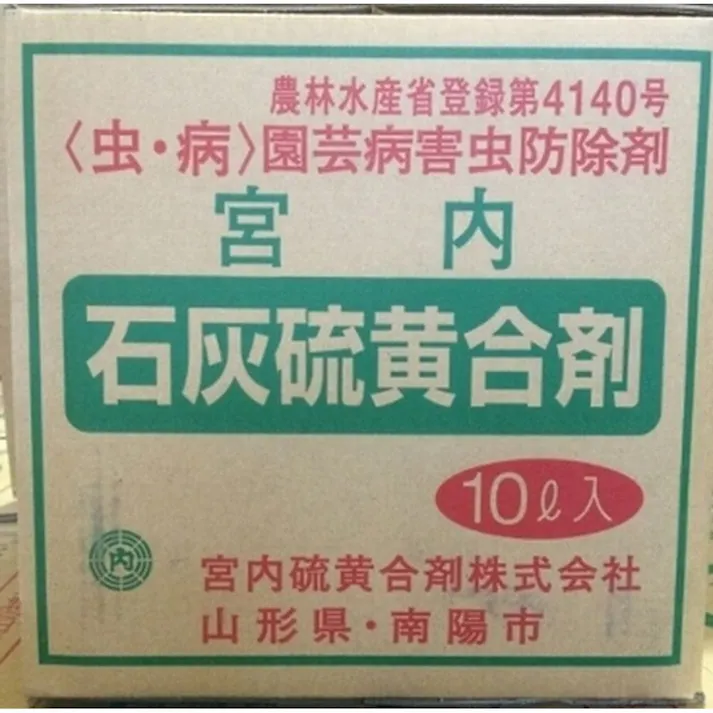 農林水産省登録第4140号
〈虫・病〉園芸病害虫防除剤
宮内
石灰硫黄合剤
10ℓ入
内
宮内硫黄合剤株式会社
山形県・南陽市